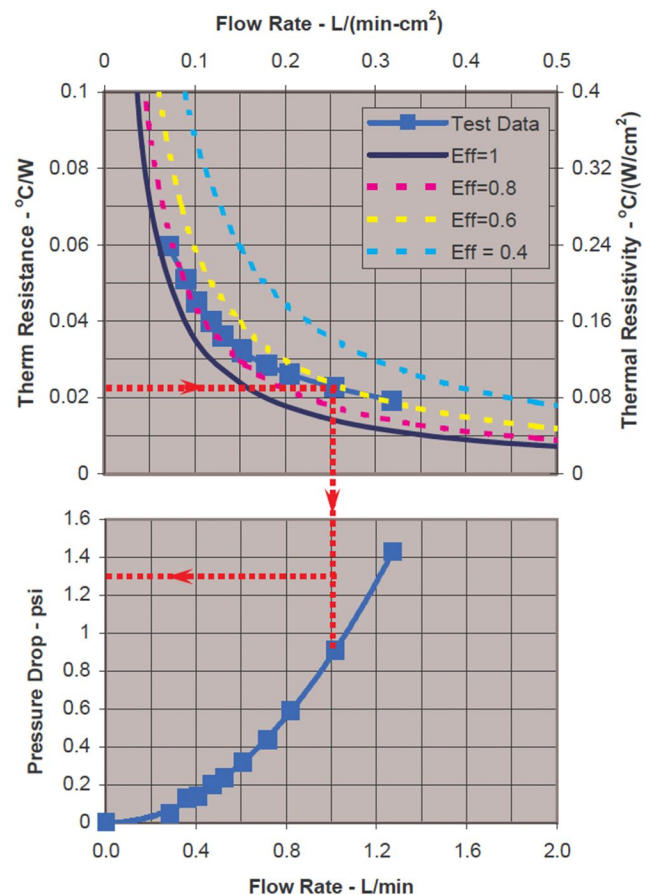 Flow Rate - L/(min-cm²)
0 0.1 0.2 0.3 0.4 0.5
Therm Resistance - °C/W
0.1
0.08
0.06
0.04
0.02
0
Test Data
Eff=1
Eff=0.8
Eff=0.6
Eff = 0.4
0.4
0.32
0.24
0.16
0.08
0
Thermal Resistivity - °C/(W/cm²)
Pressure Drop - psi
1.6
1.4
1.2
1
0.8
0.6
0.4
0.2
0
0.0 0.4 0.8 1.2 1.6 2.0
Flow Rate - L/min